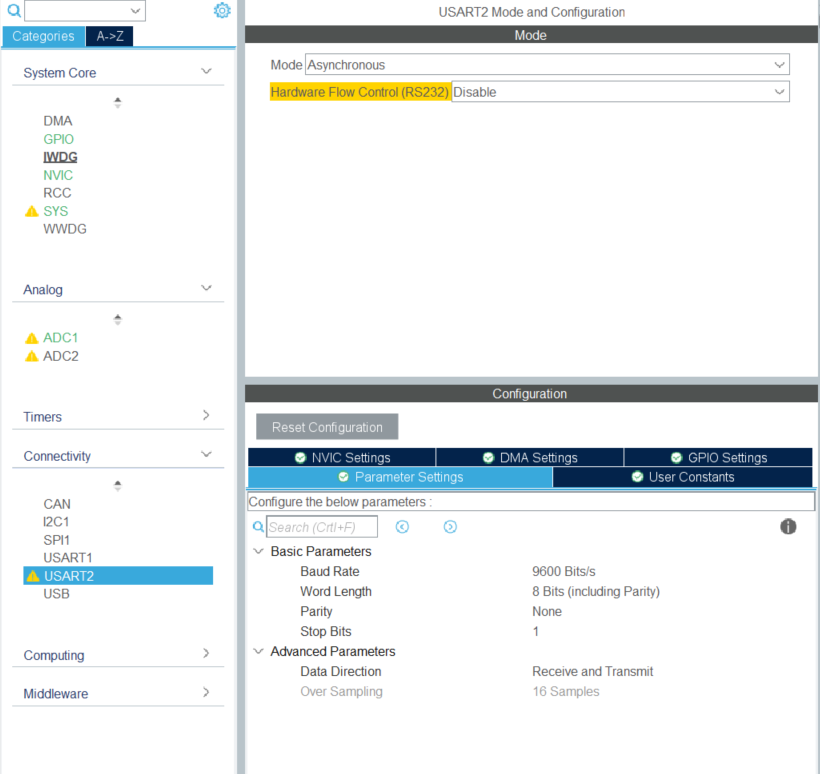 USART2 Mode and Configuration
Categories A->Z
Mode
System Core
Mode Asynchronous
Hardware Flow Control (RS232) Disable
DMA
GPIO
IWDG
NVIC
RCC
SYS
WWDG
Analog
ADC1
ADC2
Timers
Connectivity
CAN
I2C1
SPI1
USART1
USART2
USB
Computing
Middleware
Configuration
Reset Configuration
NVIC Settings DMA Settings GPIO Settings
Parameter Settings User Constants
Configure the below parameters :
Search (Crtl+F)
Basic Parameters
Baud Rate 9600 Bits/s
Word Length 8 Bits (including Parity)
Parity None
Stop Bits 1
Advanced Parameters
Data Direction Receive and Transmit
Over Sampling 16 Samples